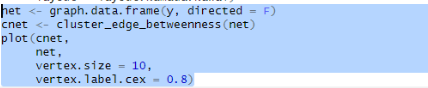 net <- graph.data.frame(y, directed = F)
cnet <- cluster_edge_betweenness(net)
plot(cnet,
     net,
     vertex.size = 10,
     vertex.label.cex = 0.8)